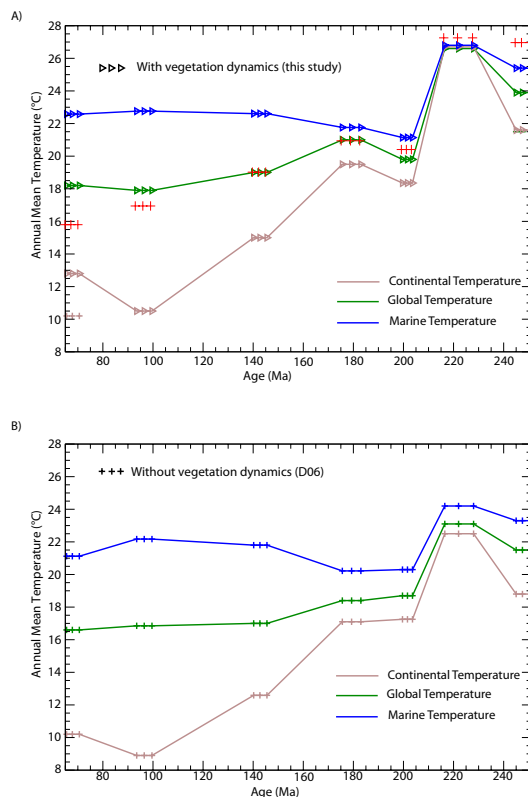 A)
28
26
24
22
20
18
16
14
12
10
8
Annual Mean Temperature (°C)
With vegetation dynamics (this study)
Continental Temperature
Global Temperature
Marine Temperature
80 100 120 140 160 180 200 220 240
Age (Ma)
B)
28
26
24
22
20
18
16
14
12
10
8
Annual Mean Temperature (°C)
Without vegetation dynamics (D06)
Continental Temperature
Global Temperature
Marine Temperature
80 100 120 140 160 180 200 220 240
Age (Ma)